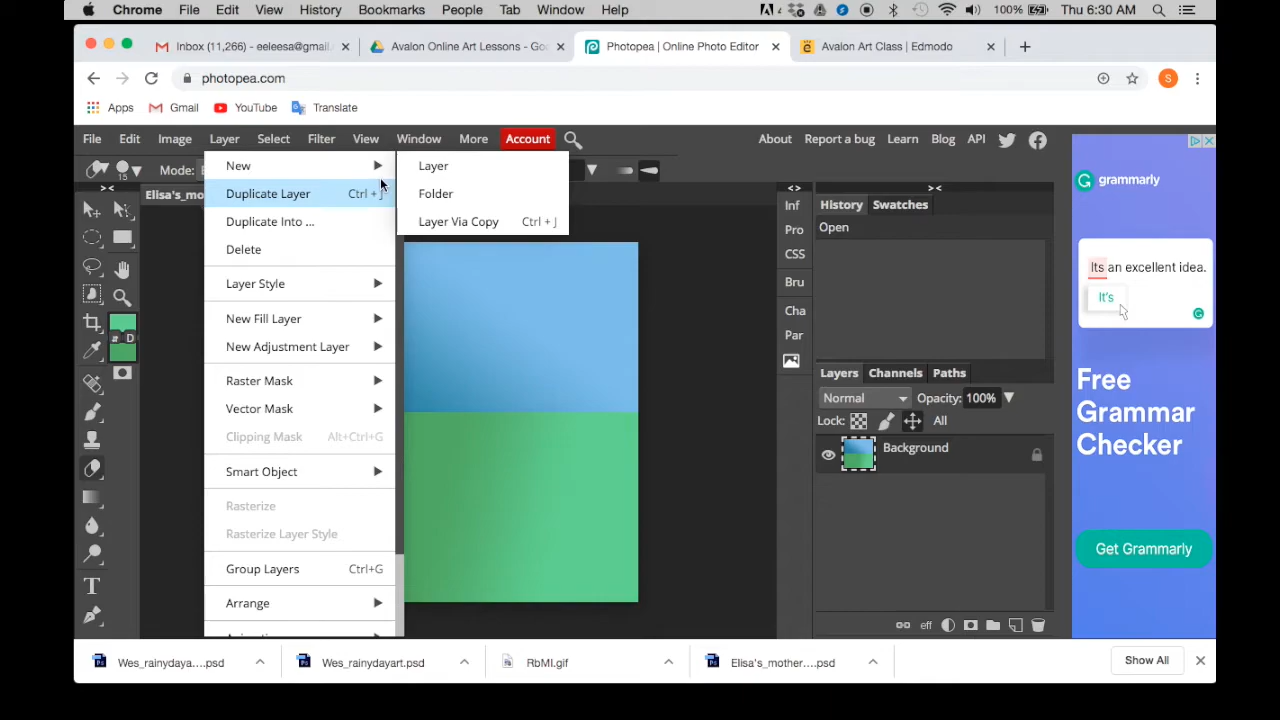 Chrome File Edit View History Bookmarks People Tab Window Help 100% Thu 6:30 AM
Inbox (11,266) - eeleesa@gmail. Avalon Online Art Lessons - Go Photopea | Online Photo Editor Avalon Art Class | Edmodo
photopea.com S
Apps Gmail YouTube Translate
File Edit Image Layer Select Filter View Window More Account About Report a bug Learn Blog API
15 Mode:
Elisa's_mo
New
Duplicate Layer Ctrl + J
Duplicate Into ...
Delete
Layer Style
New Fill Layer
New Adjustment Layer
Raster Mask
Vector Mask
Clipping Mask Alt+Ctrl+G
Smart Object
Rasterize
Rasterize Layer Style
Group Layers Ctrl+G
Arrange
Layer
Folder
Layer Via Copy Ctrl + J
D
T
> <
<>
> <
Inf
Pro
CSS
Bru
Cha
Par
History Swatches
Open
Layers Channels Paths
Normal Opacity: 100%
Lock: All
Background
eff
grammarly
Its an excellent idea.
It's
Free
Grammar
Checker
Get Grammarly
Wes_rainydaya....psd Wes_rainydayart.psd RbMI.gif Elisa's_mother....psd Show All